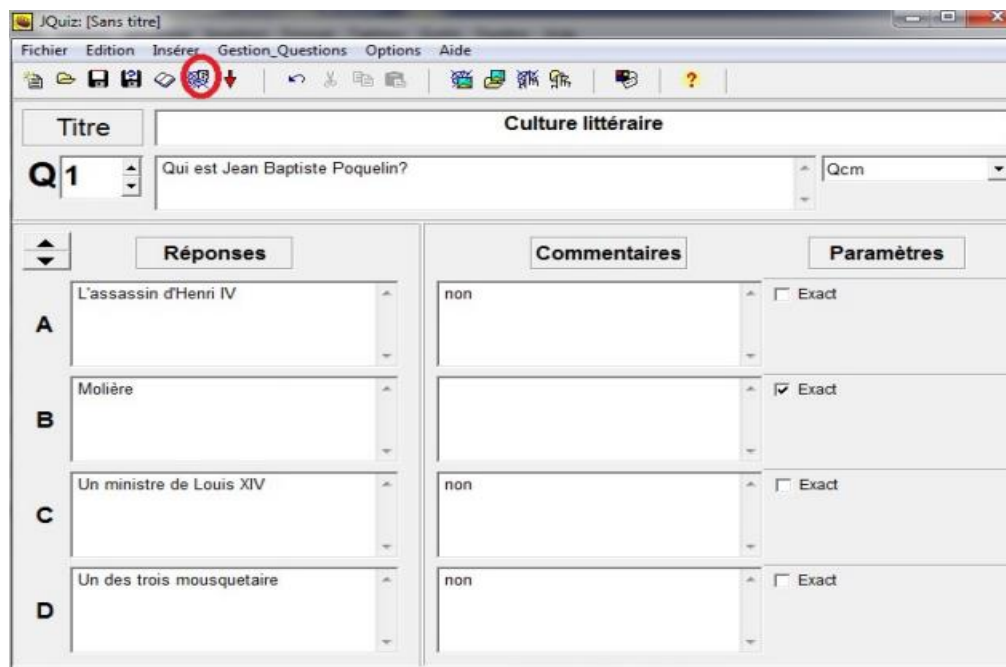 JQuiz: [Sans titre]
Fichier Edition Insérer Gestion_Questions Options Aide
?
Titre Culture littéraire
Q 1 Qui est Jean Baptiste Poquelin? Qcm
Réponses Commentaires Paramètres
A L'assassin d'Henri IV non Exact
B Molière Exact
C Un ministre de Louis XIV non Exact
D Un des trois mousquetaire non Exact